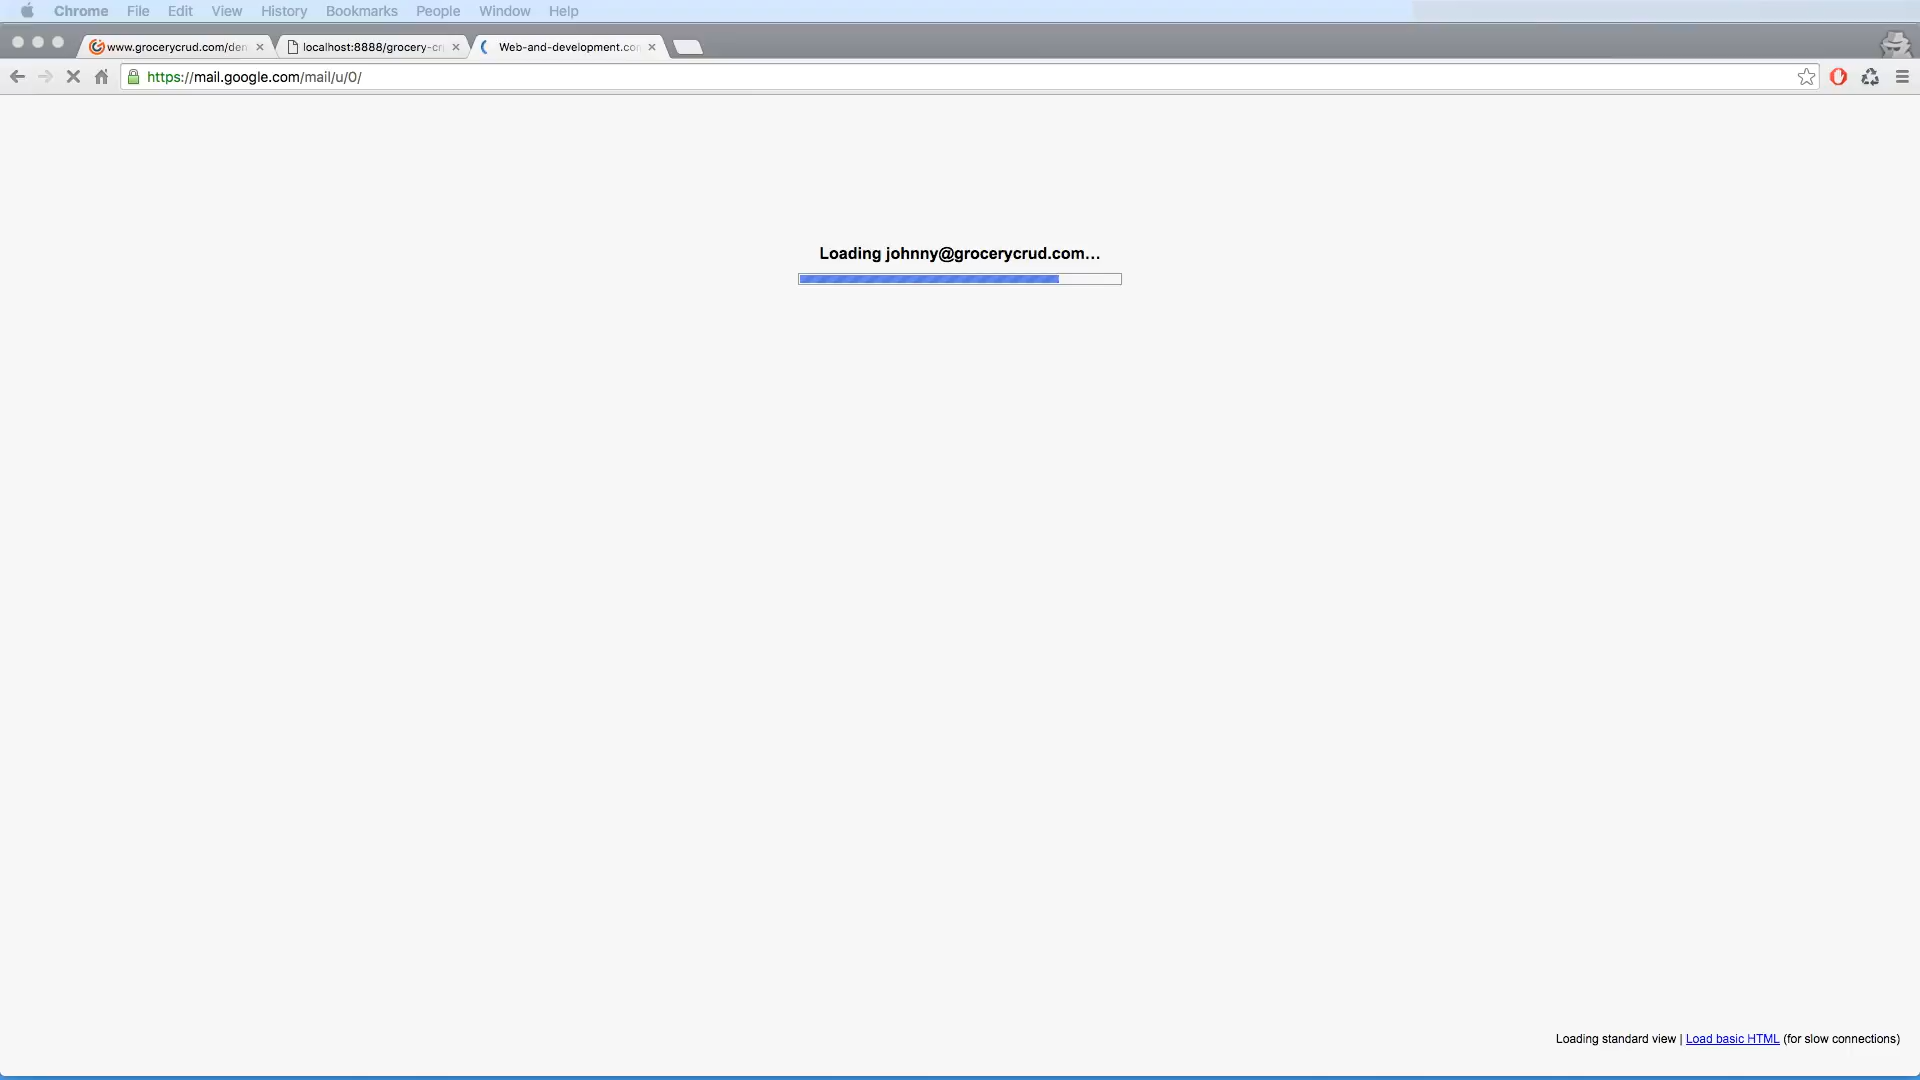 Chrome File Edit View History Bookmarks People Window Help
www.grocerycrud.com/den localhost:8888/grocery-cr Web-and-development.co
https://mail.google.com/mail/u/0/
Loading johnny@grocerycrud.com…
Loading standard view | Load basic HTML (for slow connections)